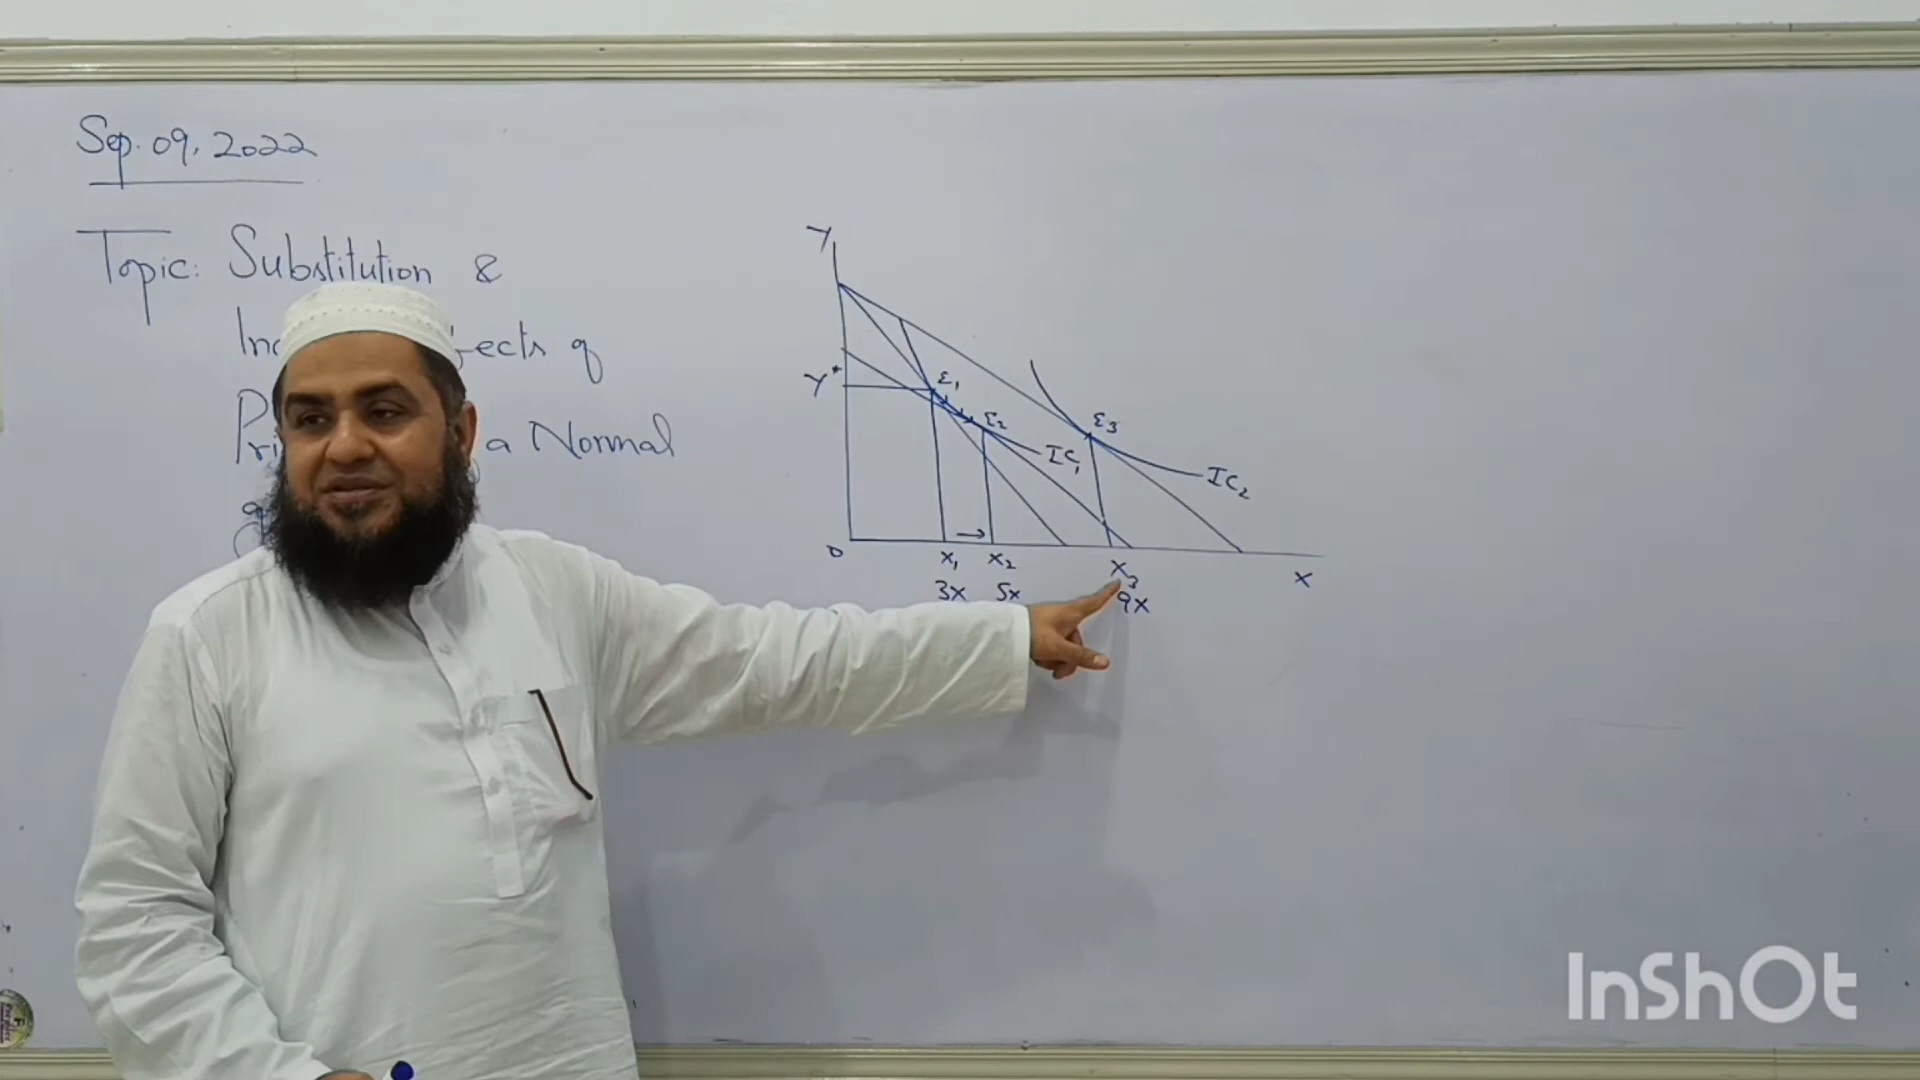 Sep. 09, 2022
Topic: Substitution &
of
a Normal
Y
Y*
E1
E2
E3
IC1
IC2
0
X1 X2 X3 X
3X 5X 9X
InShOt